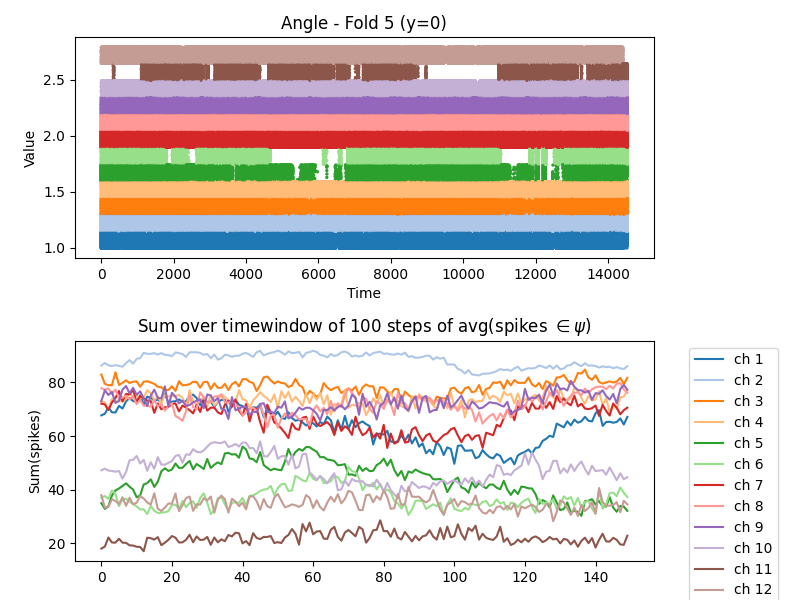 Angle - Fold 5 (y=0)
Value
2.5
2.0
1.5
1.0
0 2000 4000 6000 8000 10000 12000 14000
Time
Sum over timewindow of 100 steps of avg(spikes ∈ ψ)
Sum(spikes)
80
60
40
20
0 20 40 60 80 100 120 140
ch 1
ch 2
ch 3
ch 4
ch 5
ch 6
ch 7
ch 8
ch 9
ch 10
ch 11
ch 12